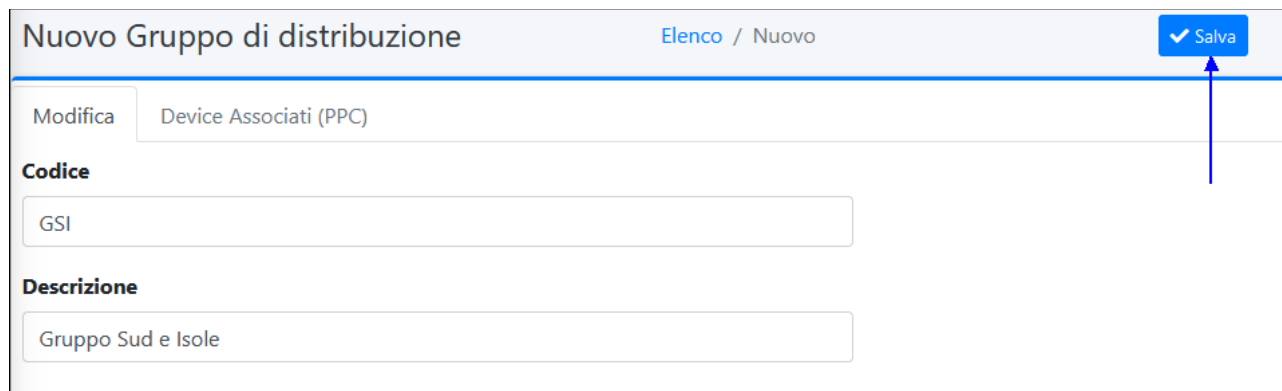 Nuovo Gruppo di distribuzione Elenco / Nuovo Salva
Modifica Device Associati (PPC)
Codice
GSI
Descrizione
Gruppo Sud e Isole